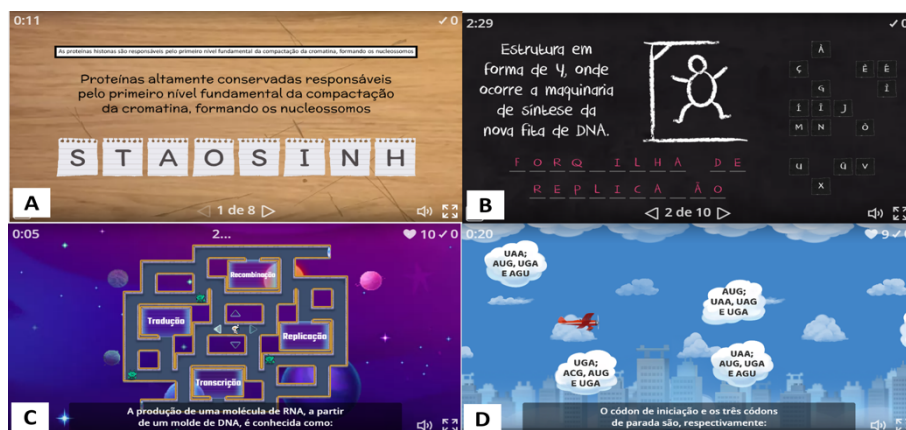 0:11
✓ 0
As proteínas histonas são responsáveis pelo primeiro nível fundamental da compactação da cromatina, formando os nucleossomos
Proteínas altamente conservadas responsáveis
pelo primeiro nível fundamental da compactação
da cromatina, formando os nucleossomos
S T A O S I N H
A
1 de 8
2:29
✓ 0
Estrutura em
forma de Y, onde
ocorre a maquinaria
de síntese da
nova fita de DNA.
F O R Q I L H A D E
R E P L I C A Ã O
Ç Ê È
G Í
Ì Î J
M N Ô
U Q V
X
B
2 de 10
0:05
2...
10 ✓ 0
Recombinação
Tradução
Replicação
Transcrição
C
A produção de uma molécula de RNA, a partir
de um molde de DNA, é conhecida como:
0:20
9 ✓ 0
UAA;
AUG, UGA
E AGU
AUG;
UAA, UAG
E UGA
UGA;
ACG, AUG
E UGA
UAA;
AUG, UGA
E AGU
D
O códon de iniciação e os três códons
de parada são, respectivamente: